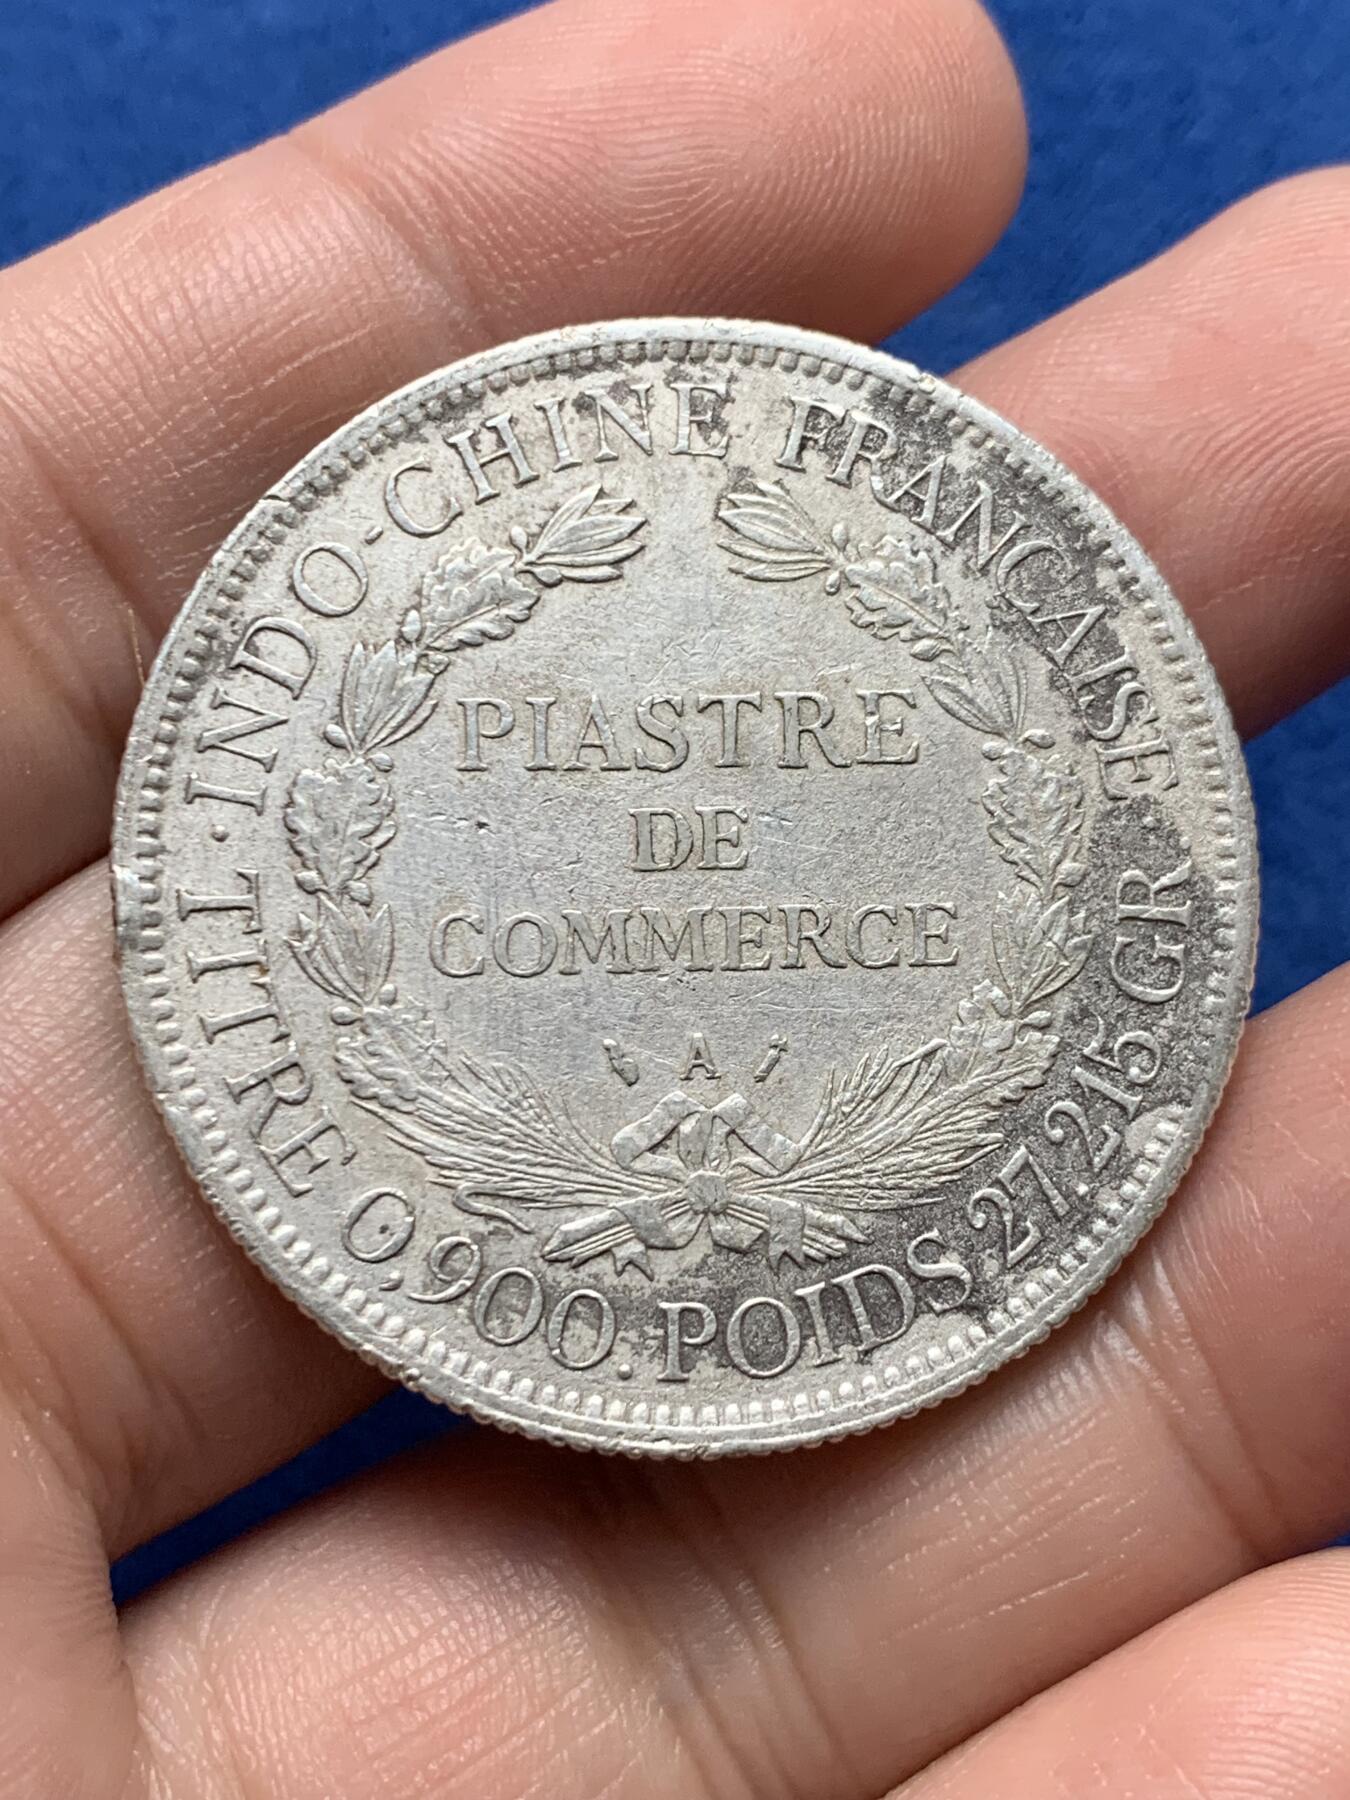 INDO-CHINE FRANÇAISE
PIASTRE
DE
COMMERCE
A
TITRE 0,900. POIDS 27.215 GR.